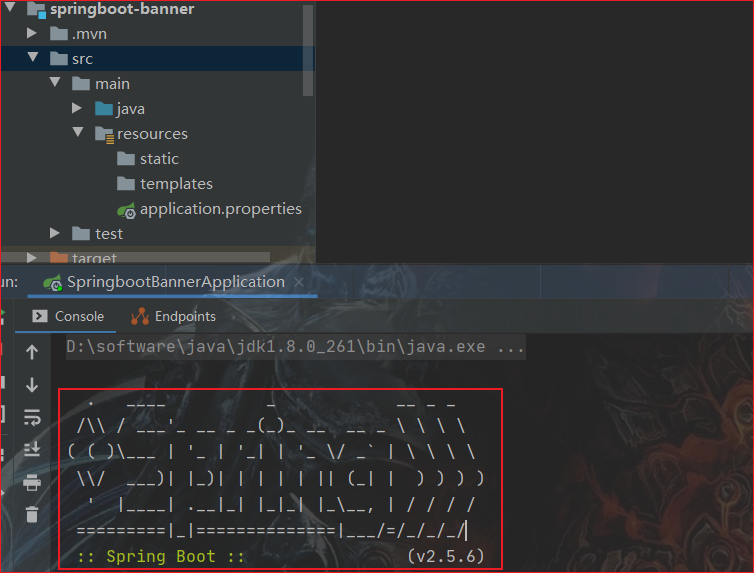 springboot-banner
.mvn
src
main
java
resources
static
templates
application.properties
test
target
un:
SpringbootBannerApplication
Console
Endpoints
D:\software\java\jdk1.8.0_261\bin\java.exe ...
  .   ____          _            __ _ _
 /\\ / ___'_ __ _ _(_)_ __  __ _ \ \ \ \
( ( )\___ | '_ | '_| | '_ \/ _` | \ \ \ \
 \\/  ___)| |_)| | | | | || (_| |  ) ) ) )
  '  |____| .__|_| |_|_| |_\__, | / / / /
 =========|_|==============|___/=/_/_/_/
 :: Spring Boot ::                (v2.5.6)